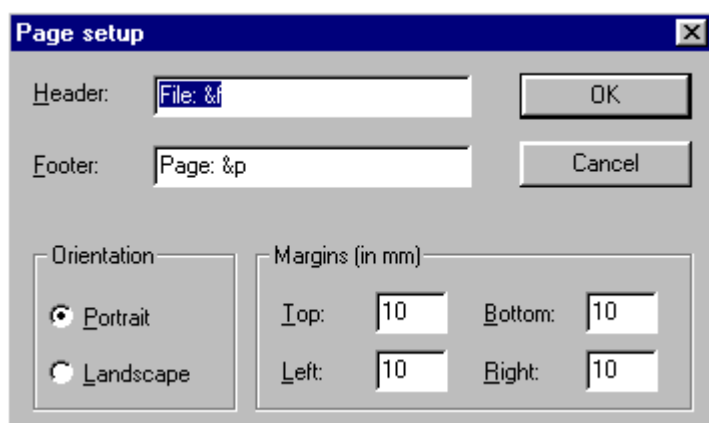 Page setup
Header: File: &f OK
Footer: Page: &p Cancel
Orientation Margins (in mm)
Portrait Top: 10 Bottom: 10
Landscape Left: 10 Right: 10